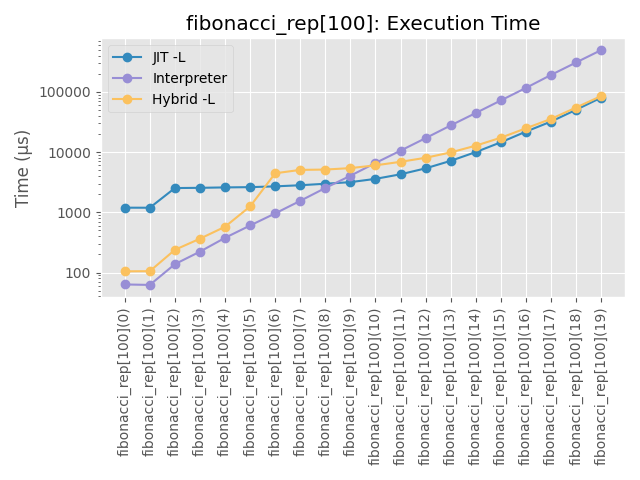 fibonacci_rep[100]: Execution Time
JIT -L
Interpreter
Hybrid -L
Time (µs)
100000
10000
1000
100
fibonacci_rep[100](0)
fibonacci_rep[100](1)
fibonacci_rep[100](2)
fibonacci_rep[100](3)
fibonacci_rep[100](4)
fibonacci_rep[100](5)
fibonacci_rep[100](6)
fibonacci_rep[100](7)
fibonacci_rep[100](8)
fibonacci_rep[100](9)
fibonacci_rep[100](10)
fibonacci_rep[100](11)
fibonacci_rep[100](12)
fibonacci_rep[100](13)
fibonacci_rep[100](14)
fibonacci_rep[100](15)
fibonacci_rep[100](16)
fibonacci_rep[100](17)
fibonacci_rep[100](18)
fibonacci_rep[100](19)